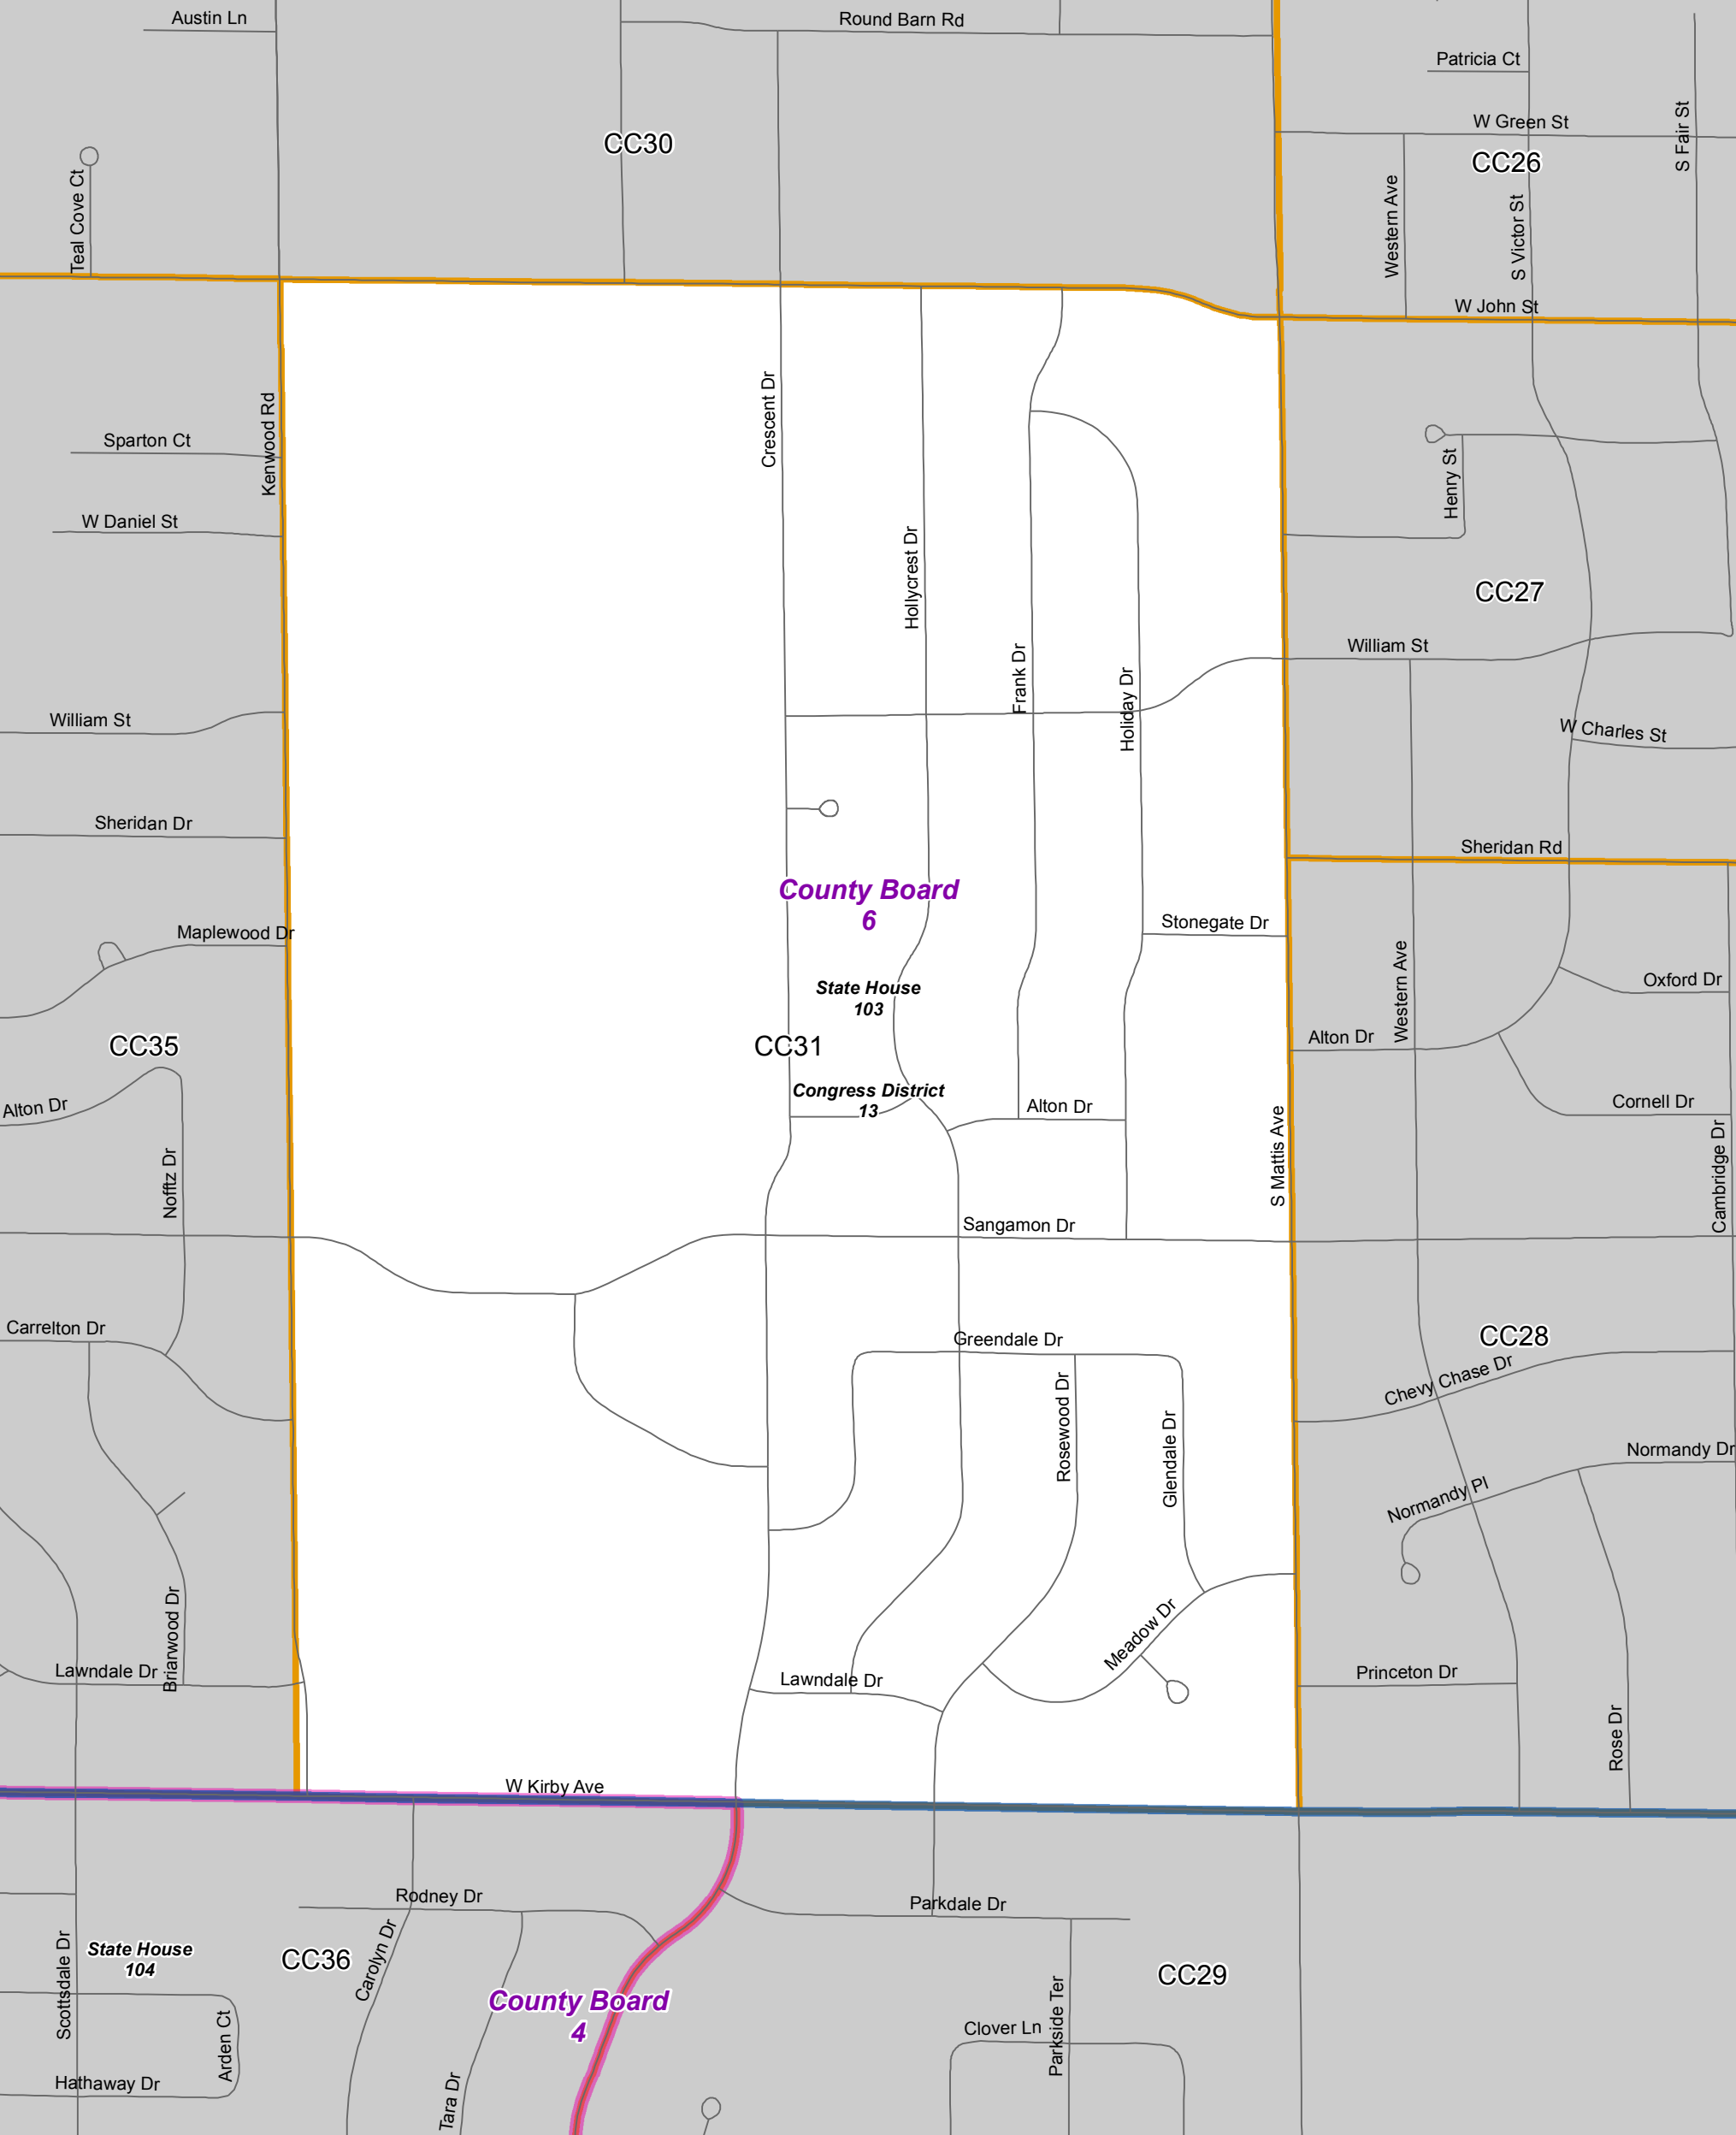 Austin Ln
Round Barn Rd
Patricia Ct
S Fair St
W Green St
CC30
CC26
Teal Cove Ct
Western Ave
S Victor St
W John St
Kenwood Rd
Crescent Dr
Sparton Ct
Henry St
W Daniel St
Hollycrest Dr
CC27
Frank Dr
Holiday Dr
William St
William St
W Charles St
Sheridan Dr
Sheridan Rd
County Board
6
Stonegate Dr
Maplewood Dr
Western Ave
Oxford Dr
State House
103
CC35
CC31
Alton Dr
Congress District
13
Alton Dr
Alton Dr
Cornell Dr
S Mattis Ave
Cambridge Dr
Nofftz Dr
Sangamon Dr
Carrelton Dr
Greendale Dr
CC28
Chevy Chase Dr
Rosewood Dr
Glendale Dr
Normandy Dr
Normandy Pl
Briarwood Dr
Meadow Dr
Lawndale Dr
Lawndale Dr
Princeton Dr
Rose Dr
W Kirby Ave
Rodney Dr
Parkdale Dr
Scottsdale Dr
State House
104
CC36
Carolyn Dr
CC29
County Board
4
Arden Ct
Parkside Ter
Clover Ln
Hathaway Dr
Tara Dr